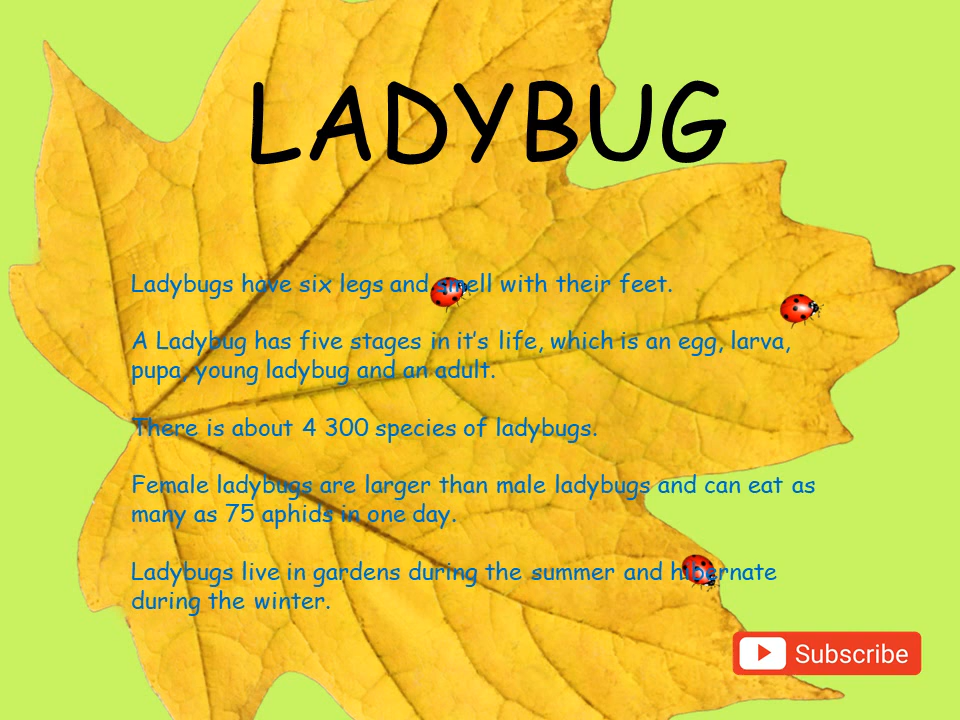 LADYBUG
Ladybugs have six legs and smell with their feet.
A Ladybug has five stages in it’s life, which is an egg, larva,
pupa, young ladybug and an adult.
There is about 4 300 species of ladybugs.
Female ladybugs are larger than male ladybugs and can eat as
many as 75 aphids in one day.
Ladybugs live in gardens during the summer and hibernate
during the winter.
Subscribe